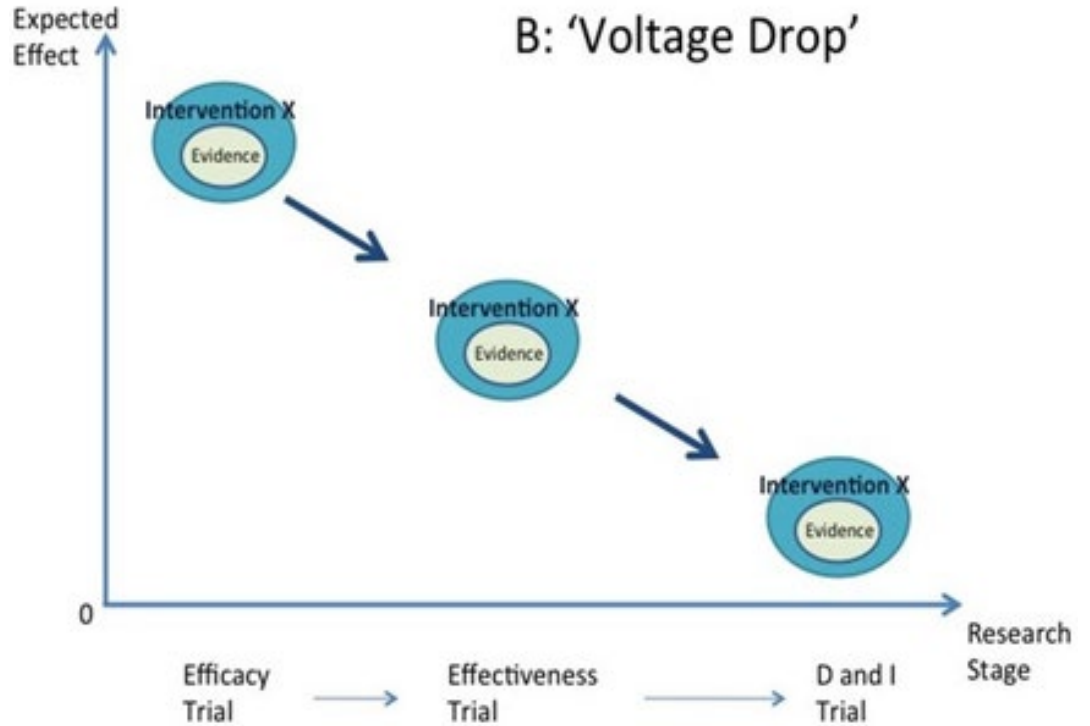 Expected
Effect
B: ‘Voltage Drop’
Intervention X
Evidence
Intervention X
Evidence
Intervention X
Evidence
0
Research
Stage
Efficacy
Trial
Effectiveness
Trial
D and I
Trial